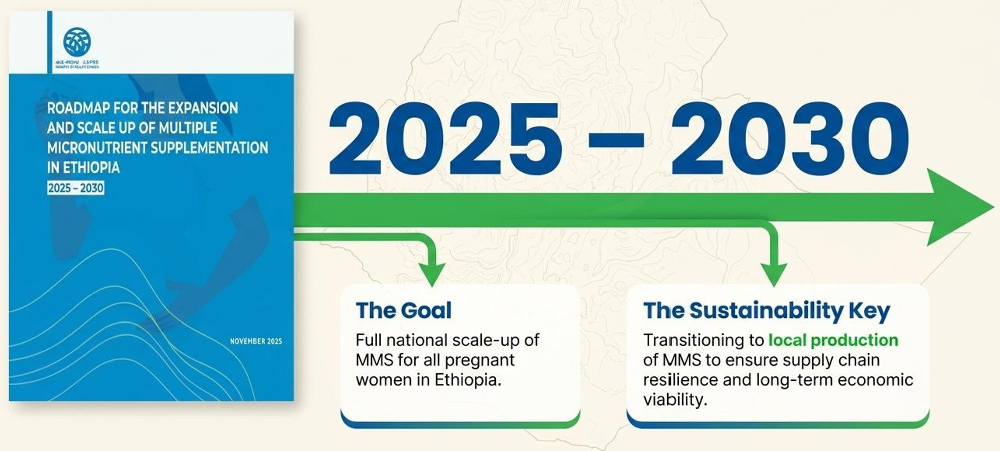 ROADMAP FOR THE EXPANSION
AND SCALE UP OF MULTIPLE
MICRONUTRIENT SUPPLEMENTATION
IN ETHIOPIA
2025 – 2030
NOVEMBER 2025
2025 – 2030
The Goal
Full national scale-up of
MMS for all pregnant
women in Ethiopia.
The Sustainability Key
Transitioning to local production
of MMS to ensure supply chain
resilience and long-term economic
viability.